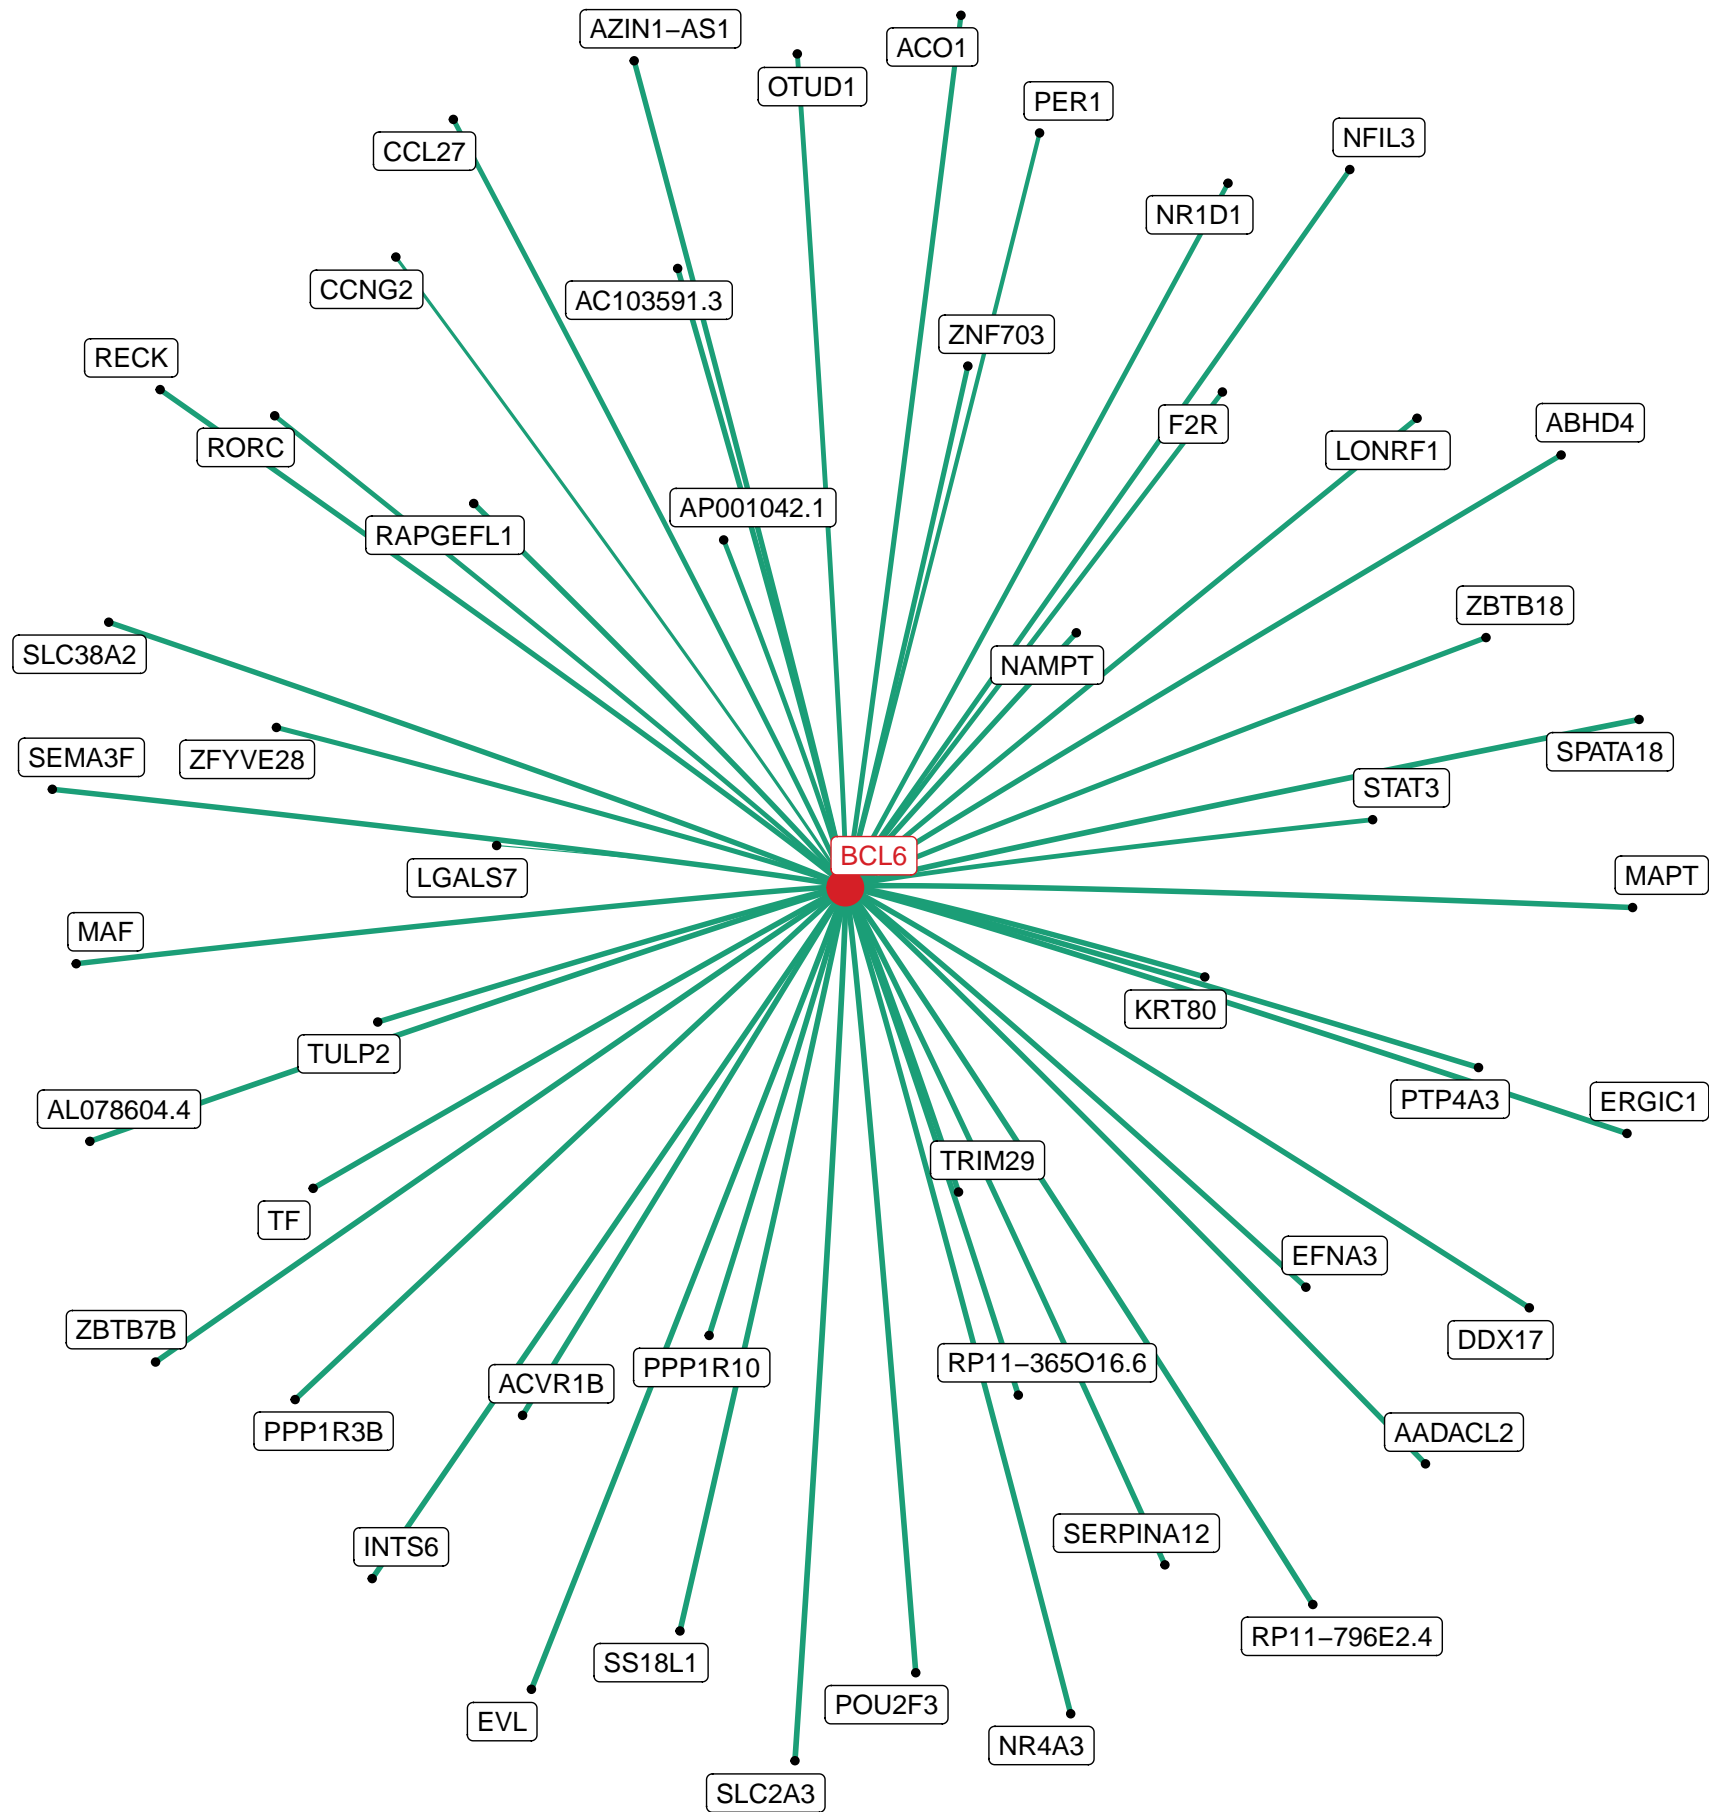 AZIN1−AS1
ACO1
OTUD1
PER1
NFIL3
CCL27
NR1D1
CCNG2
AC103591.3
ZNF703
RECK
RORC
F2R
ABHD4
LONRF1
AP001042.1
RAPGEFL1
ZBTB18
SLC38A2
NAMPT
SEMA3F
ZFYVE28
SPATA18
STAT3
BCL6
LGALS7
MAPT
MAF
KRT80
TULP2
PTP4A3
ERGIC1
AL078604.4
TRIM29
TF
EFNA3
ZBTB7B
DDX17
RP11−365O16.6
PPP1R10
ACVR1B
PPP1R3B
AADACL2
SERPINA12
INTS6
RP11−796E2.4
SS18L1
POU2F3
EVL
NR4A3
SLC2A3